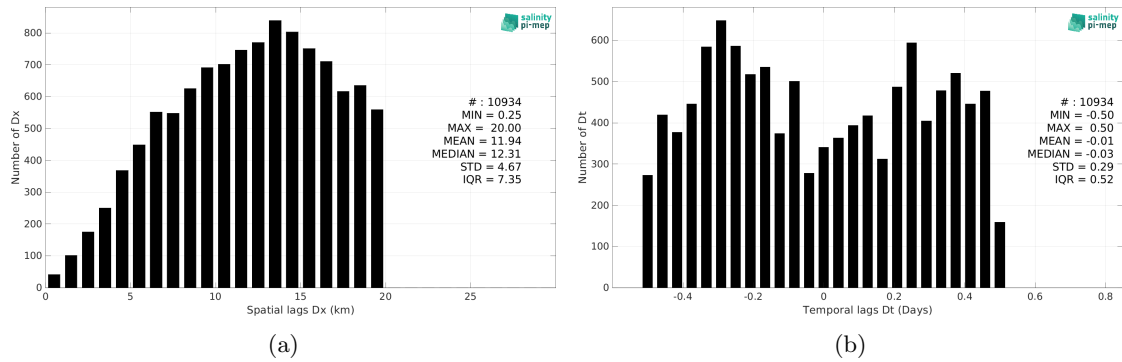 salinity
pi-mep
800
700
600
500
400
300
200
100
0
Number of Dx
# : 10934
MIN = 0.25
MAX = 20.00
MEAN = 11.94
MEDIAN = 12.31
STD = 4.67
IQR = 7.35
0 5 10 15 20 25
Spatial lags Dx (km)
(a)
salinity
pi-mep
600
500
400
300
200
100
0
Number of Dt
# : 10934
MIN = -0.50
MAX = 0.50
MEAN = -0.01
MEDIAN = -0.03
STD = 0.29
IQR = 0.52
-0.4 -0.2 0 0.2 0.4 0.6 0.8
Temporal lags Dt (Days)
(b)